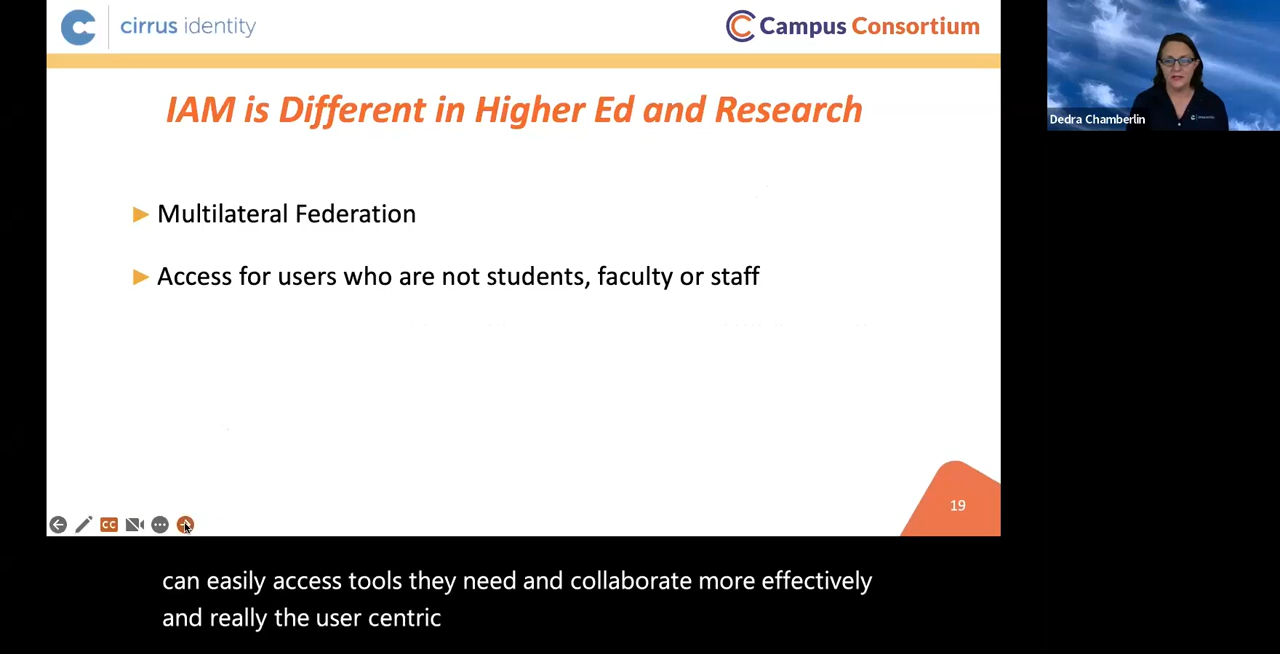 cirrus identity
Campus Consortium
IAM is Different in Higher Ed and Research
Multilateral Federation
Access for users who are not students, faculty or staff
19
CC
Dedra Chamberlin
can easily access tools they need and collaborate more effectively
and really the user centric